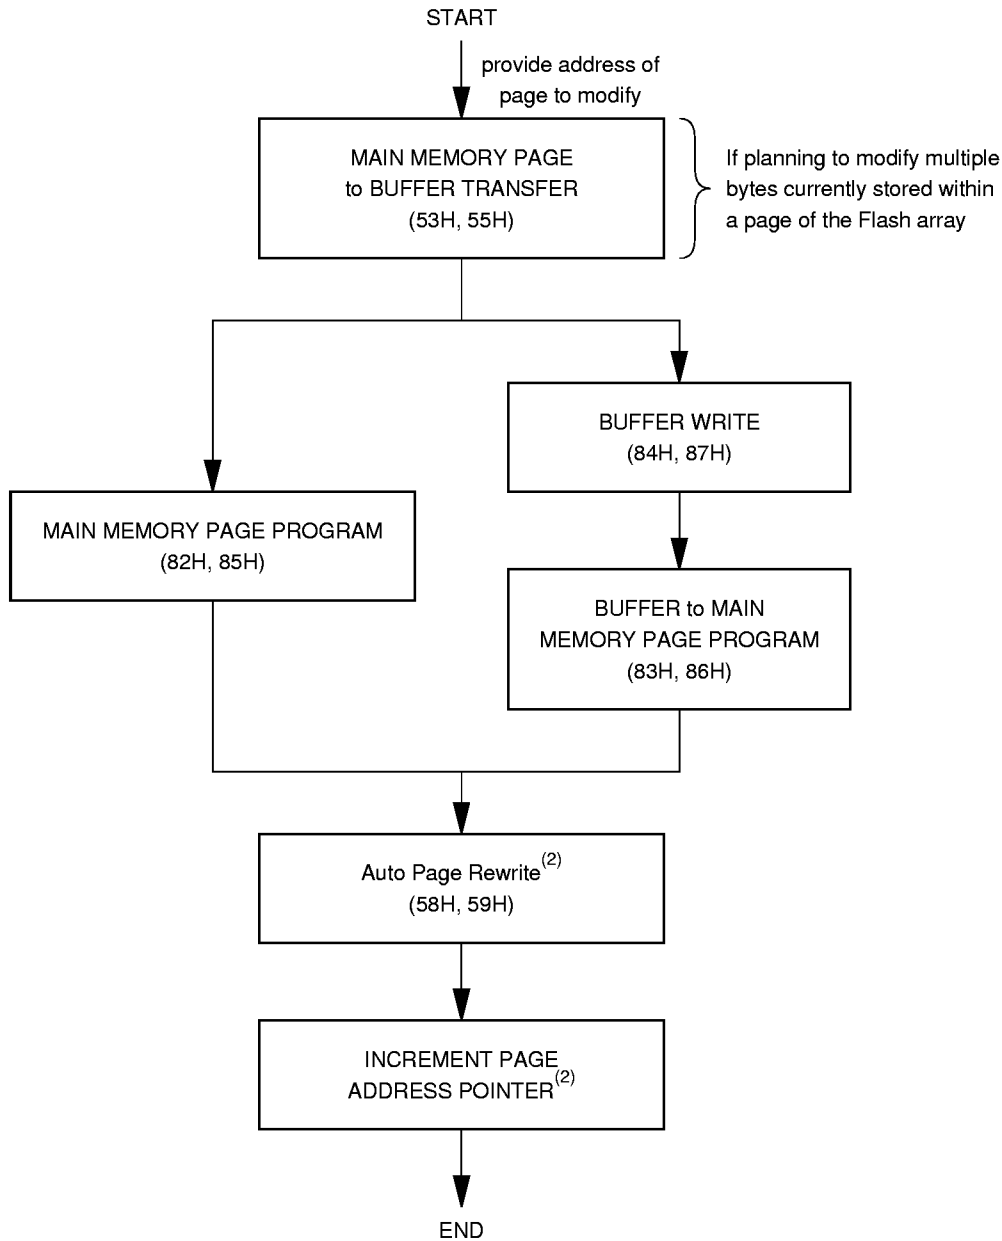 START
provide address of
page to modify
MAIN MEMORY PAGE
to BUFFER TRANSFER
(53H, 55H)
If planning to modify multiple
bytes currently stored within
a page of the Flash array
BUFFER WRITE
(84H, 87H)
MAIN MEMORY PAGE PROGRAM
(82H, 85H)
BUFFER to MAIN
MEMORY PAGE PROGRAM
(83H, 86H)
Auto Page Rewrite(2)
(58H, 59H)
INCREMENT PAGE
ADDRESS POINTER(2)
END